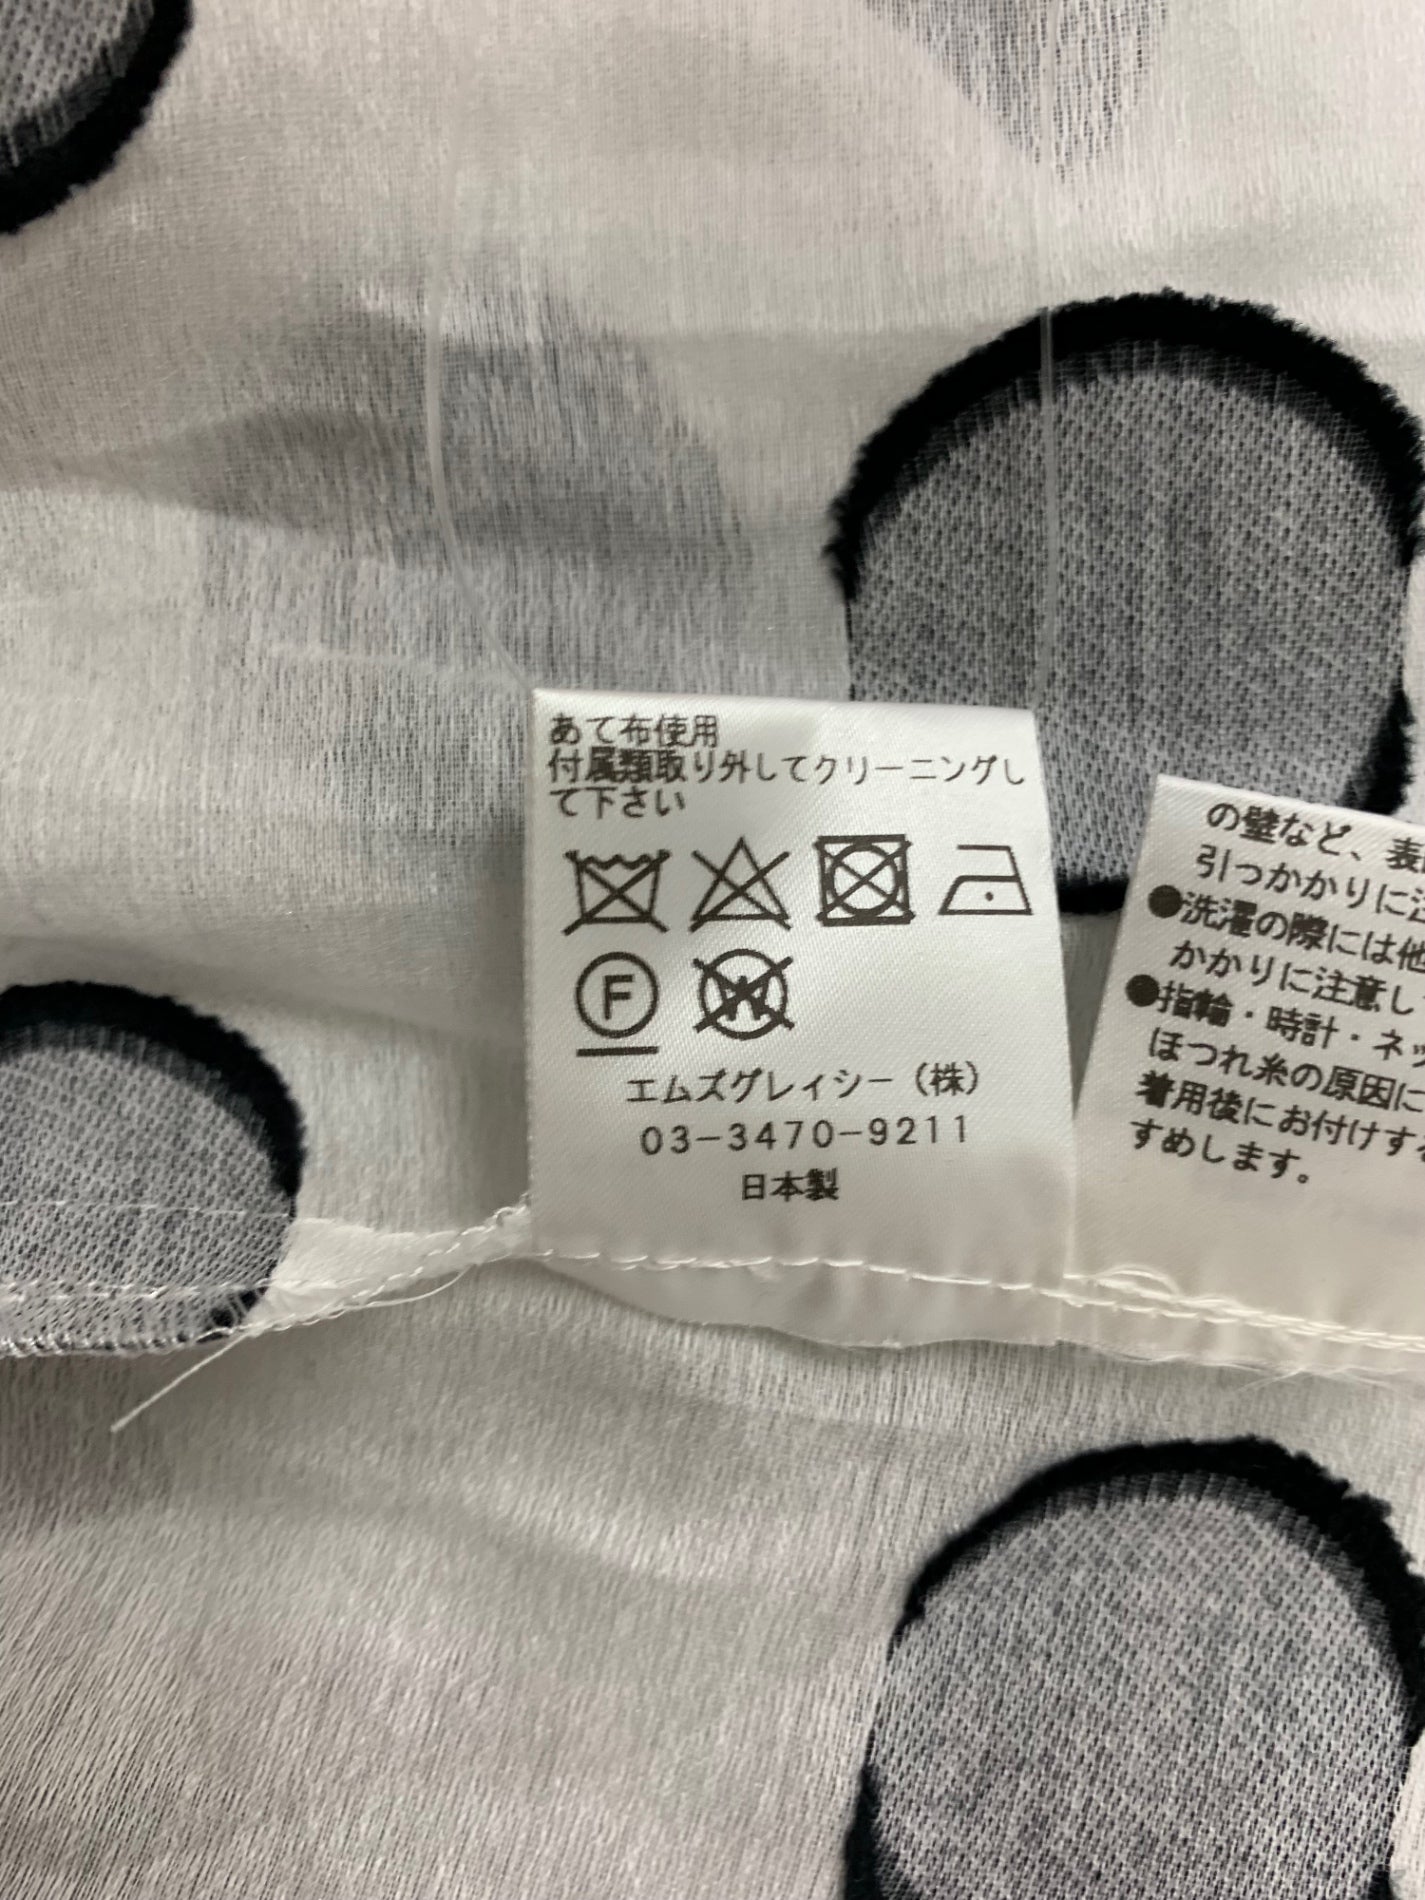 あて布使用
付属類取り外してクリーニングし
て下さい
F
W
エムズグレイシー（株）
03-3470-9211
日本製
の壁など、表
引っかかりに注
●洗濯の際には他
かかりに注意し
●指輪・時計・ネッ
ほつれ糸の原因に
着用後にお付けする
すめします。